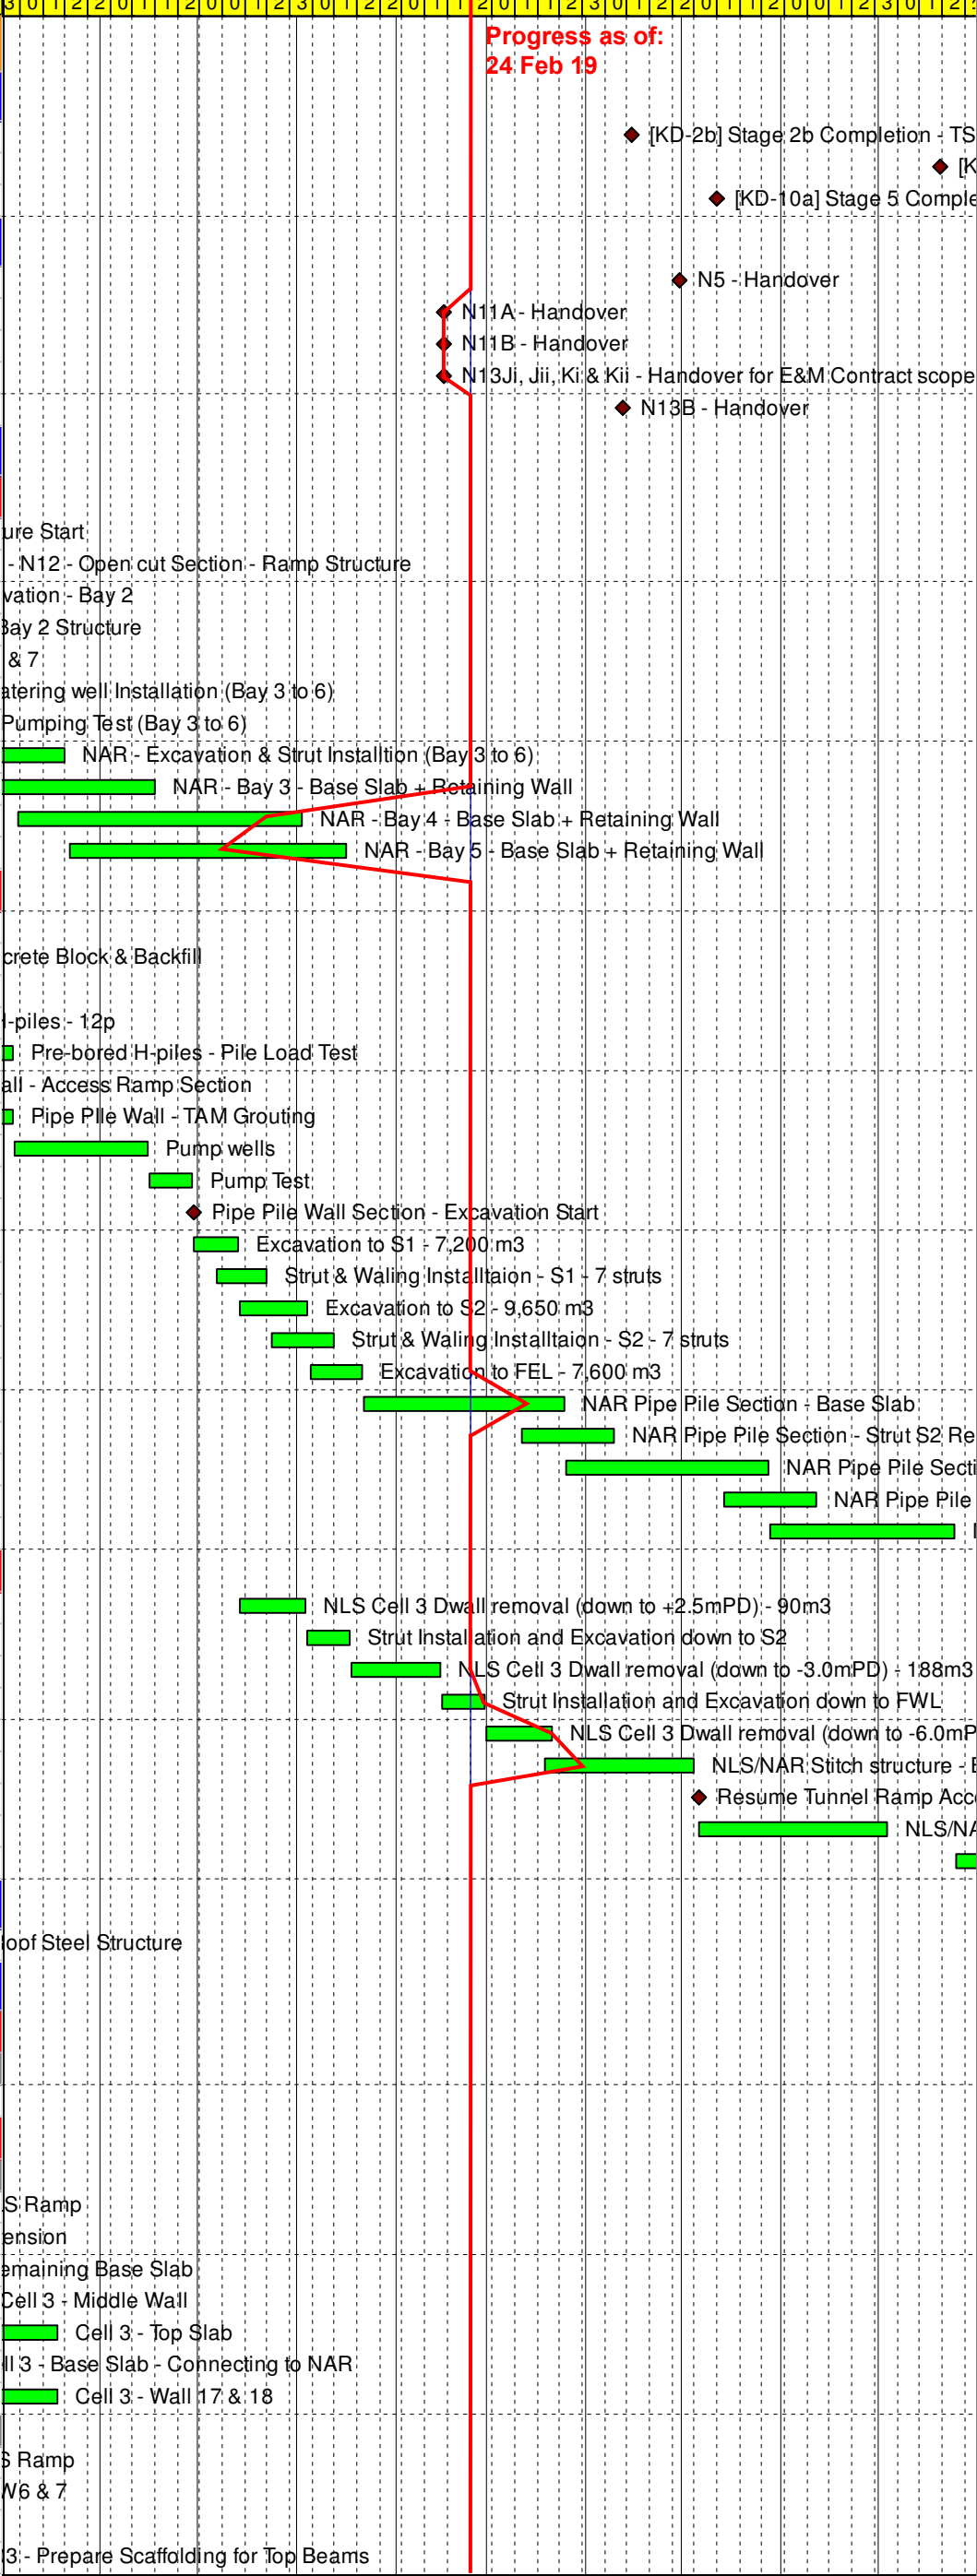 Progress as of:
24 Feb 19
[KD-2b] Stage 2b Completion - TS
[K
[KD-10a] Stage 5 Comple
N5 - Handover
N11A - Handover
N11B - Handover
N13Ji, Jii, Ki & Kii - Handover for E&M Contract scope
N13B - Handover
ure Start
- N12 - Open cut Section - Ramp Structure
vation - Bay 2
Bay 2 Structure
& 7
atering well Installation (Bay 3 to 6)
Pumping Test (Bay 3 to 6)
NAR - Excavation & Strut Installtion (Bay 3 to 6)
NAR - Bay 3 - Base Slab + Retaining Wall
NAR - Bay 4 - Base Slab + Retaining Wall
NAR - Bay 5 - Base Slab + Retaining Wall
crete Block & Backfill
-piles - 12p
Pre-bored H-piles - Pile Load Test
all - Access Ramp Section
Pipe PIle Wall - TAM Grouting
Pump wells
Pump Test
Pipe Pile Wall Section - Excavation Start
Excavation to S1 - 7,200 m3
Strut & Waling Installtaion - S1 - 7 struts
Excavation to S2 - 9,650 m3
Strut & Waling Installtaion - S2 - 7 struts
Excavation to FEL - 7,600 m3
NAR Pipe Pile Section - Base Slab
NAR Pipe Pile Section - Strut S2 Re
NAR Pipe Pile Secti
NAR Pipe Pile
NLS Cell 3 Dwall removal (down to +2.5mPD) - 90m3
Strut Installation and Excavation down to S2
NLS Cell 3 Dwall removal (down to -3.0mPD) - 188m3
Strut Installation and Excavation down to FWL
NLS Cell 3 Dwall removal (down to -6.0mP
NLS/NAR Stitch structure - B
Resume Tunnel Ramp Acc
NLS/NA
oof Steel Structure
S Ramp
ension
emaining Base Slab
Cell 3 - Middle Wall
Cell 3 - Top Slab
ll 3 - Base Slab - Connecting to NAR
Cell 3 - Wall 17 & 18
S Ramp
W6 & 7
3 - Prepare Scaffolding for Top Beams